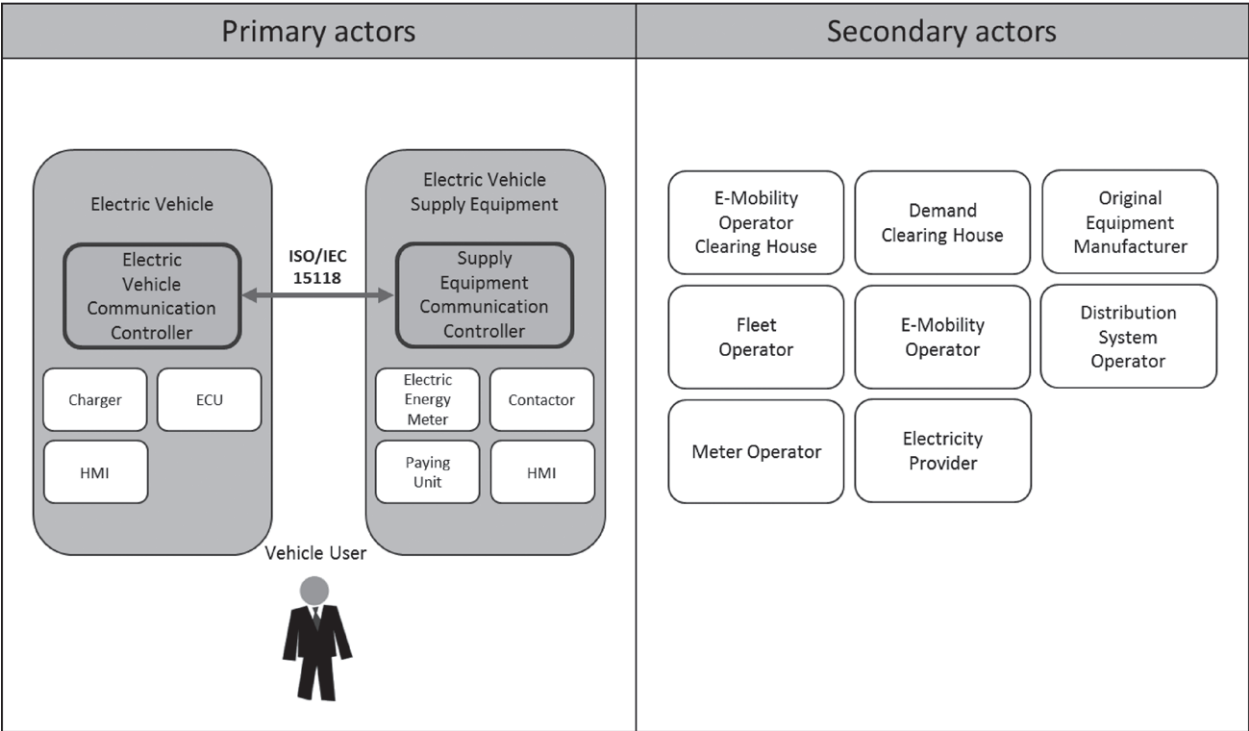 Primary actors
Secondary actors
Electric Vehicle
Electric
Vehicle
Communication
Controller
Charger
ECU
HMI
ISO/IEC
15118
Electric Vehicle
Supply Equipment
Supply
Equipment
Communication
Controller
Electric
Energy
Meter
Contactor
Paying
Unit
HMI
Vehicle User
E-Mobility
Operator
Clearing House
Demand
Clearing House
Original
Equipment
Manufacturer
Fleet
Operator
E-Mobility
Operator
Distribution
System
Operator
Meter Operator
Electricity
Provider